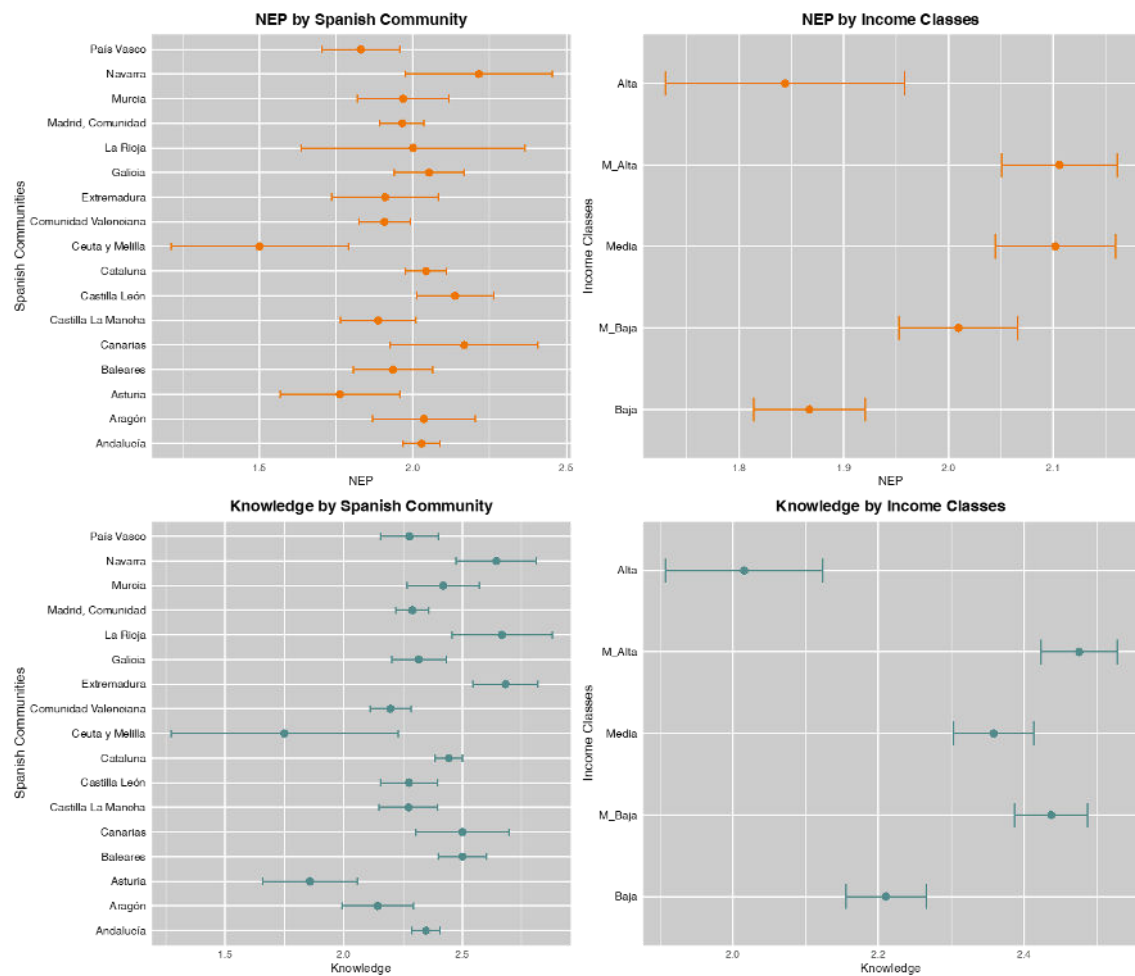 NEP by Spanish Community
Spanish Communities
País Vasco
Navarra
Murcia
Madrid, Comunidad
La Rioja
Galicia
Extremadura
Comunidad Valenciana
Ceuta y Melilla
Cataluna
Castilla León
Castilla La Mancha
Canarias
Baleares
Asturia
Aragón
Andalucía
1.5 2.0 2.5
NEP
NEP by Income Classes
Income Classes
Alta
M_Alta
Media
M_Baja
Baja
1.8 1.9 2.0 2.1
NEP
Knowledge by Spanish Community
Spanish Communities
País Vasco
Navarra
Murcia
Madrid, Comunidad
La Rioja
Galicia
Extremadura
Comunidad Valenciana
Ceuta y Melilla
Cataluna
Castilla León
Castilla La Mancha
Canarias
Baleares
Asturia
Aragón
Andalucía
1.5 2.0 2.5
Knowledge
Knowledge by Income Classes
Income Classes
Alta
M_Alta
Media
M_Baja
Baja
2.0 2.2 2.4
Knowledge